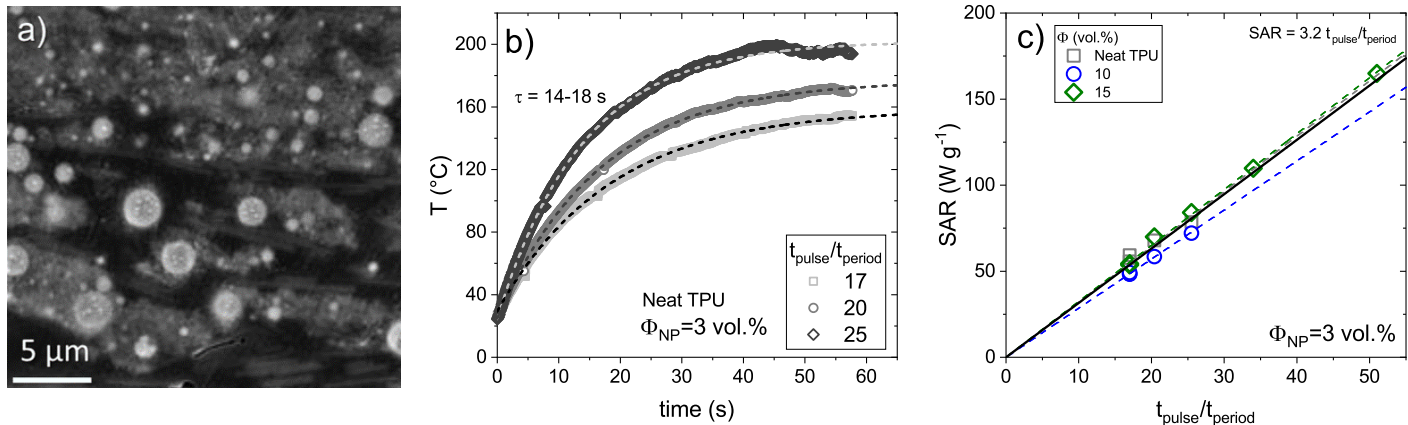 a)
5 μm
b)
T (°C)
200
160
120
80
40
0
τ = 14-18 s
Neat TPU
Φ_NP=3 vol.%
t_pulse/t_period
17
20
25
0 10 20 30 40 50 60
time (s)
c)
SAR (W g⁻¹)
200
150
100
50
0
Φ (vol.%)
Neat TPU
10
15
SAR = 3.2 t_pulse/t_period
Φ_NP=3 vol.%
0 10 20 30 40 50
t_pulse/t_period